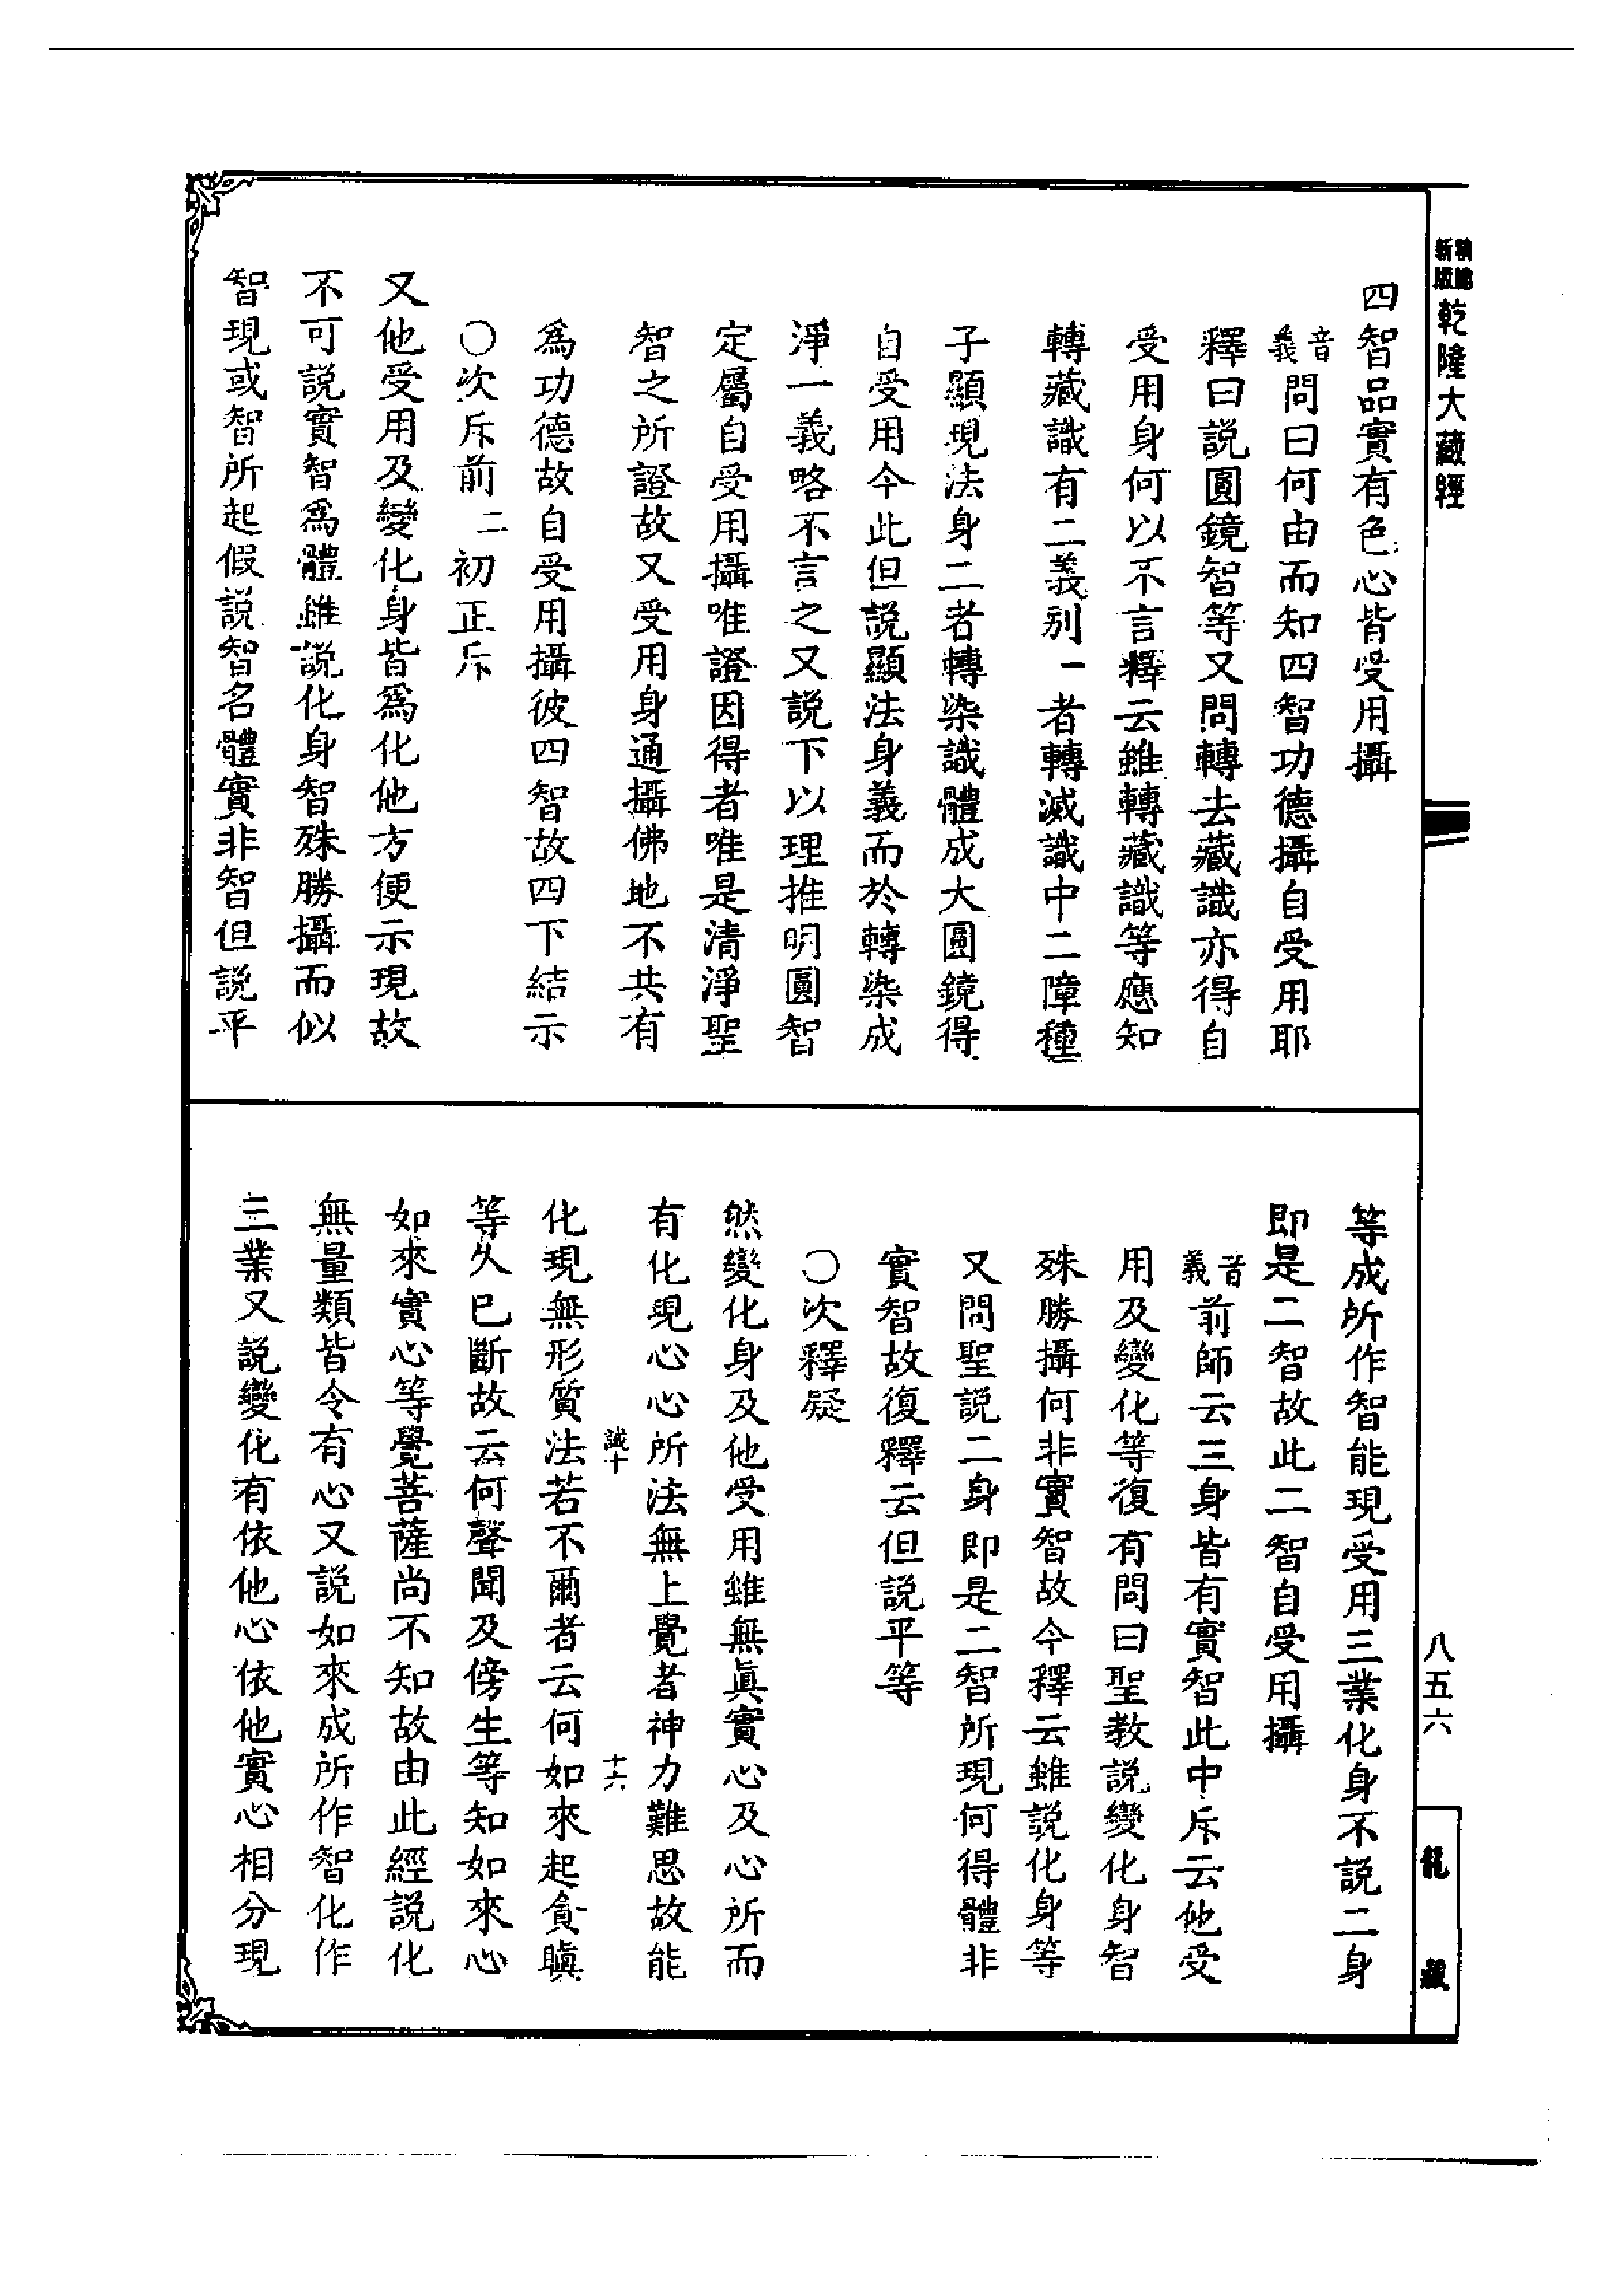 新版精縮
乾隆大藏經
四智品實有色心皆受用攝
音義問曰何由而知四智功德攝自受用耶
釋曰說圓鏡智等又問轉去藏識亦得自
受用身何以不言釋云雖轉藏識等應知
轉藏識有二義別一者轉滅識中二障種
子顯現法身二者轉染識體成大圓鏡得
自受用今此但說顯法身義而於轉染成
淨一義略不言之又說下以理推明圓智
定屬自受用攝唯證因得者唯是清淨聖
智之所證故又受用身通攝佛地不共有
為功德故自受用攝彼四智故四下結示
○次斥前二初正斥
又他受用及變化身皆為化他方便示現故
不可說實智為體雖說化身智殊勝攝而似
智現或智所起假說智名體實非智但說平
等成所作智能現受用三業化身不說二身
即是二智故此二智自受用攝
音義前師云三身皆有實智此中斥云他受
用及變化等復有問曰聖教說變化身智
殊勝攝何非實智故今釋云雖說化身等
又問聖說二身即是二智所現何得體非
實智故復釋云但說平等
○次釋疑
然變化身及他受用雖無真實心及心所而
有化現心心所法無上覺者神力難思故能
誠十 十六
化現無形質法若不爾者云何如來起貪瞋
等久已斷故云何聲聞及傍生等知如來心
如來實心等覺菩薩尚不知故由此經說化
無量類皆令有心又說如來成所作智化作
三業又說變化有依他心依他實心相分現
八五六
龍藏